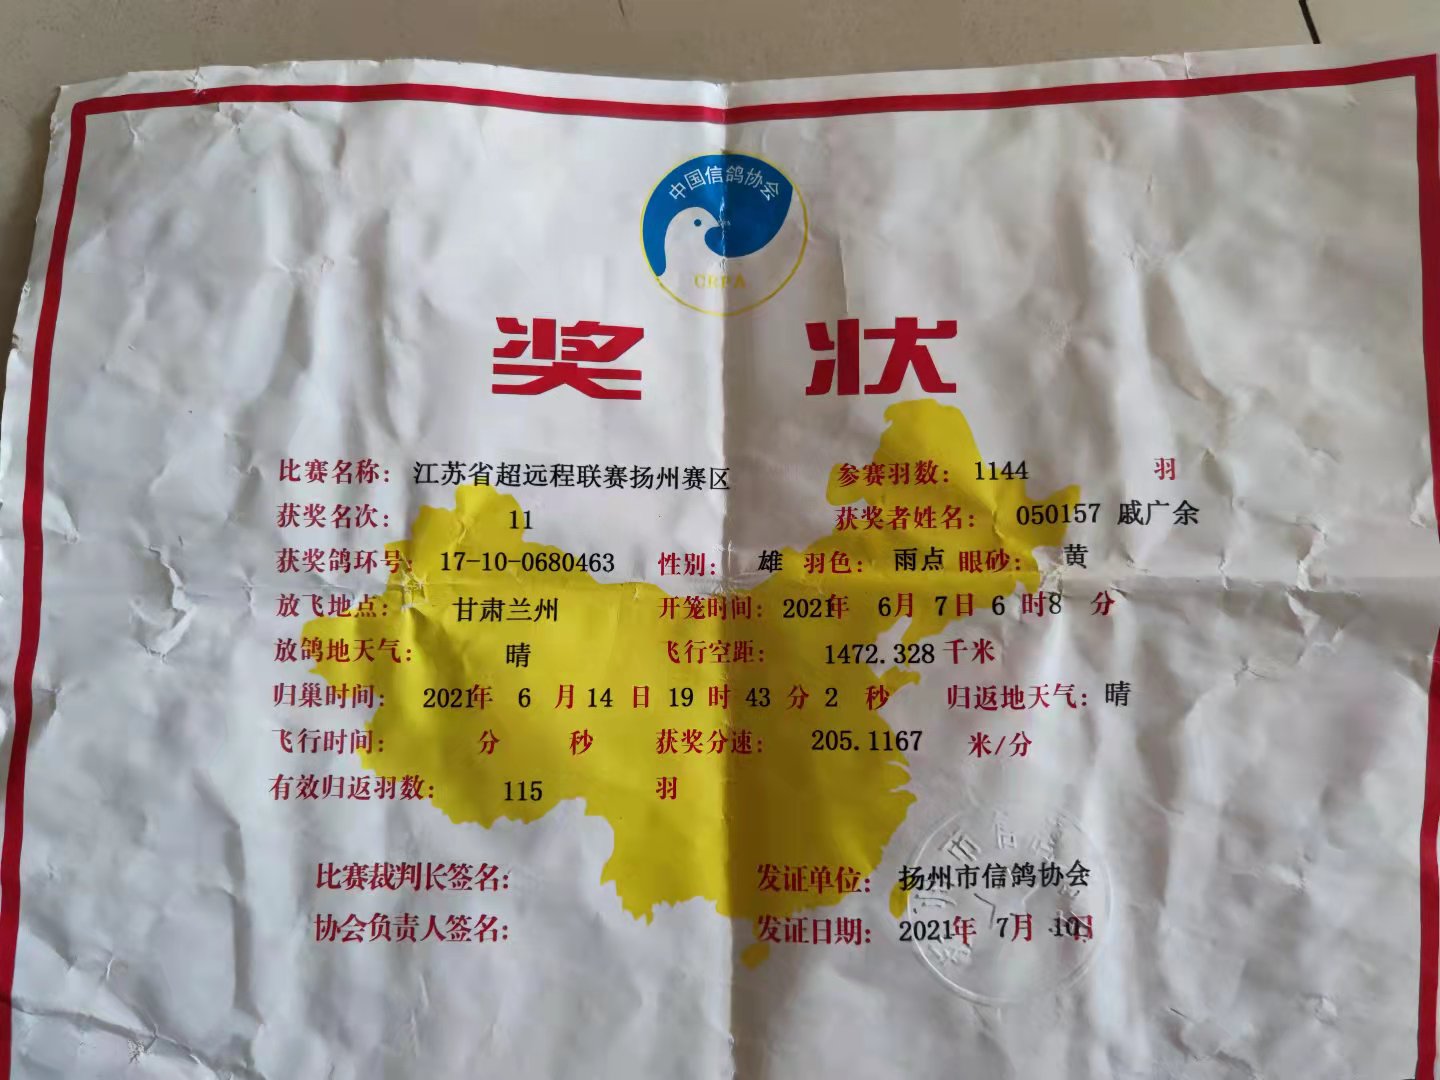 中国信鸽协会
CRPA
奖 状
比赛名称: 江苏省超远程联赛扬州赛区 参赛羽数: 1144 羽
获奖名次: 11 获奖者姓名: 050157 戚广余
获奖鸽环号: 17-10-0680463 性别: 雄 羽色: 雨点 眼砂: 黄
放飞地点: 甘肃兰州 开笼时间: 2021年 6月 7日 6 时8 分
放鸽地天气: 晴 飞行空距: 1472.328 千米
归巢时间: 2021年 6 月 14 日 19 时 43 分 2 秒 归返地天气: 晴
飞行时间: 分 秒 获奖分速: 205.1167 米/分
有效归返羽数: 115 羽
比赛裁判长签名: 发证单位: 扬州市信鸽协会
协会负责人签名: 发证日期: 2021年 7月 10日